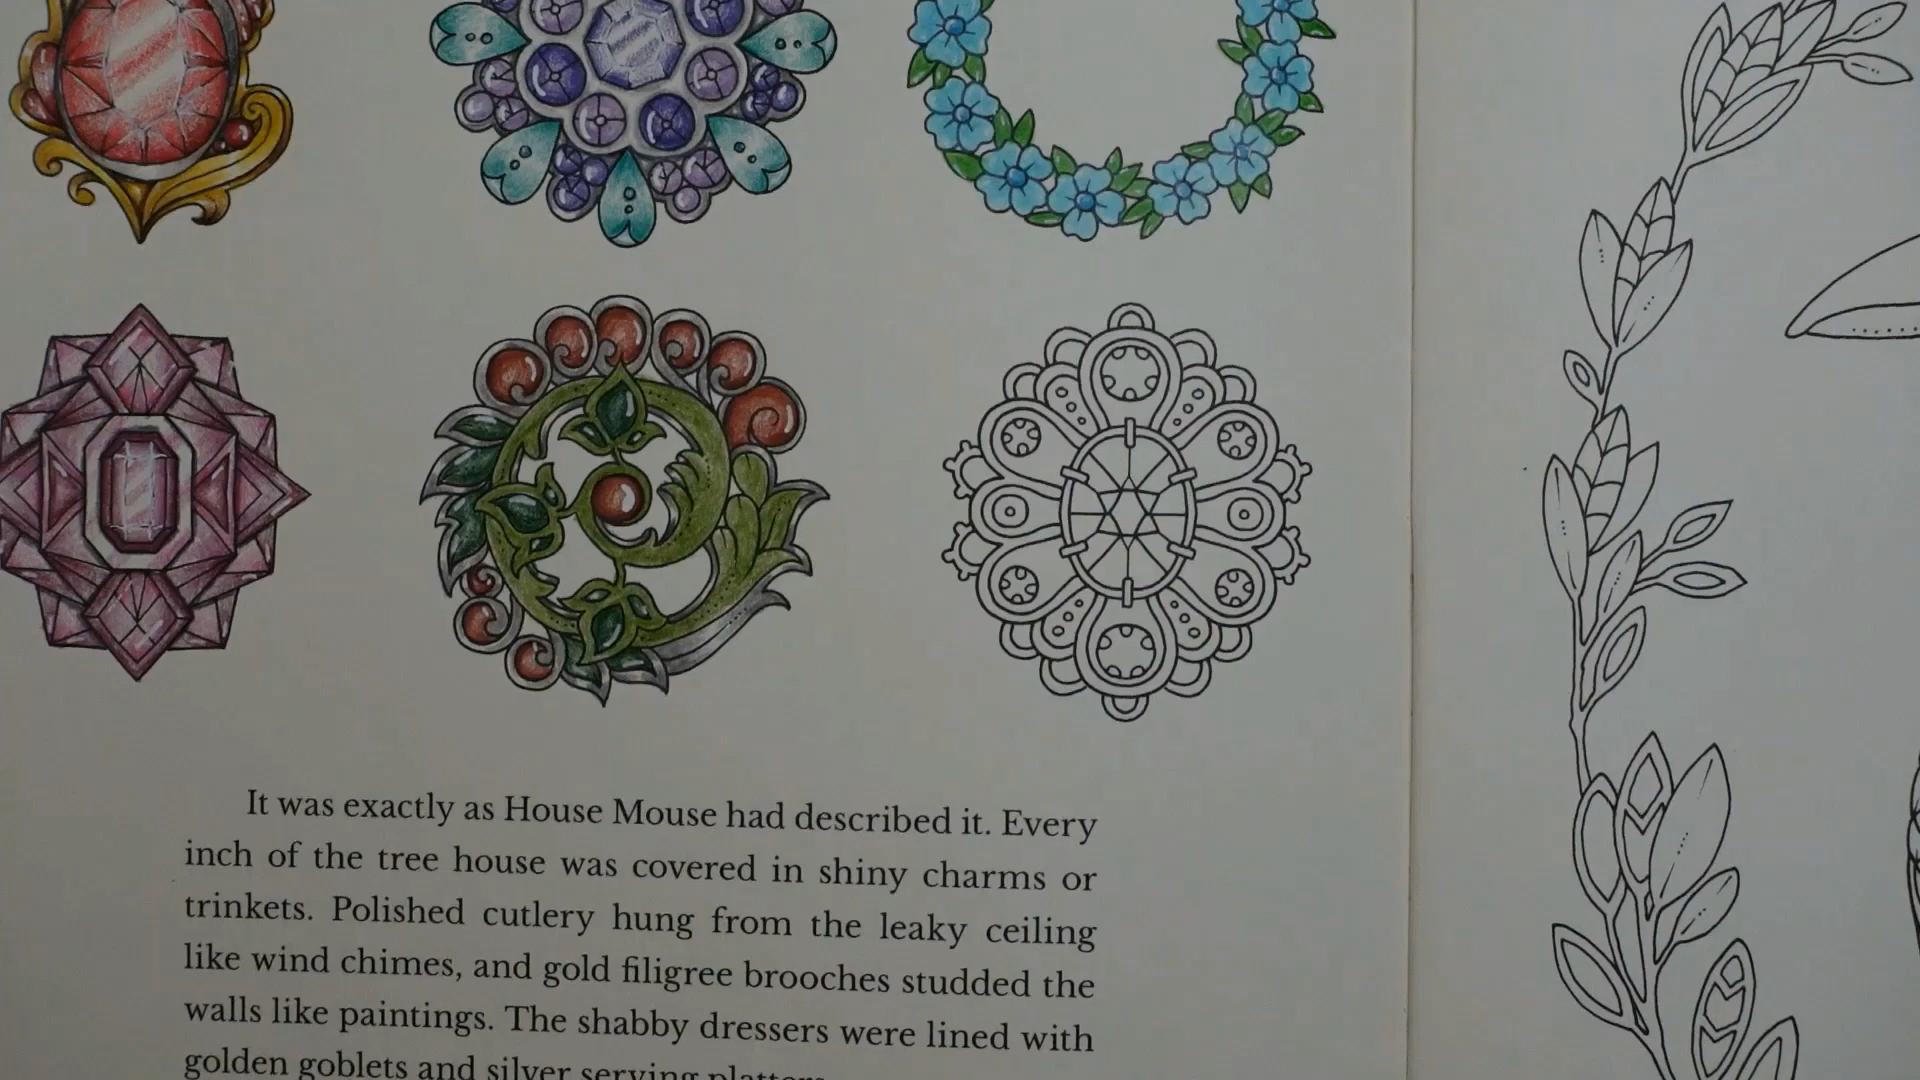 It was exactly as House Mouse had described it. Every
inch of the tree house was covered in shiny charms or
trinkets. Polished cutlery hung from the leaky ceiling
like wind chimes, and gold filigree brooches studded the
walls like paintings. The shabby dressers were lined with
golden goblets and silver serving platters